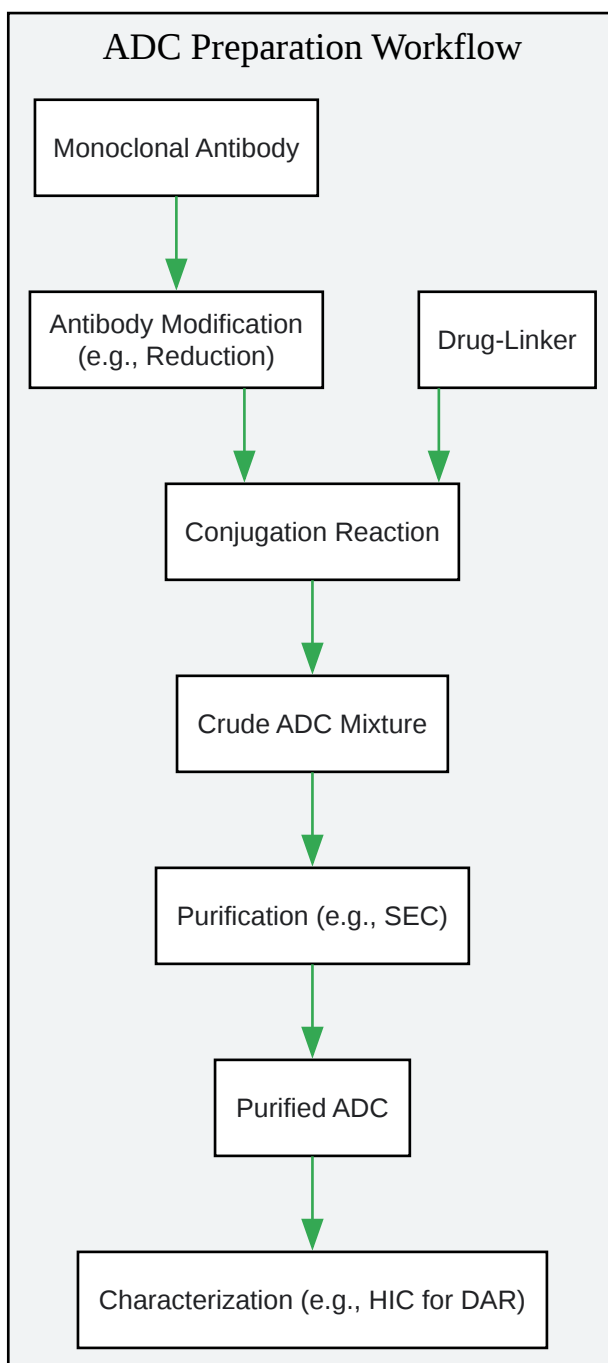 ADC Preparation Workflow
Monoclonal Antibody
Antibody Modification
(e.g., Reduction)
Drug-Linker
Conjugation Reaction
Crude ADC Mixture
Purification (e.g., SEC)
Purified ADC
Characterization (e.g., HIC for DAR)